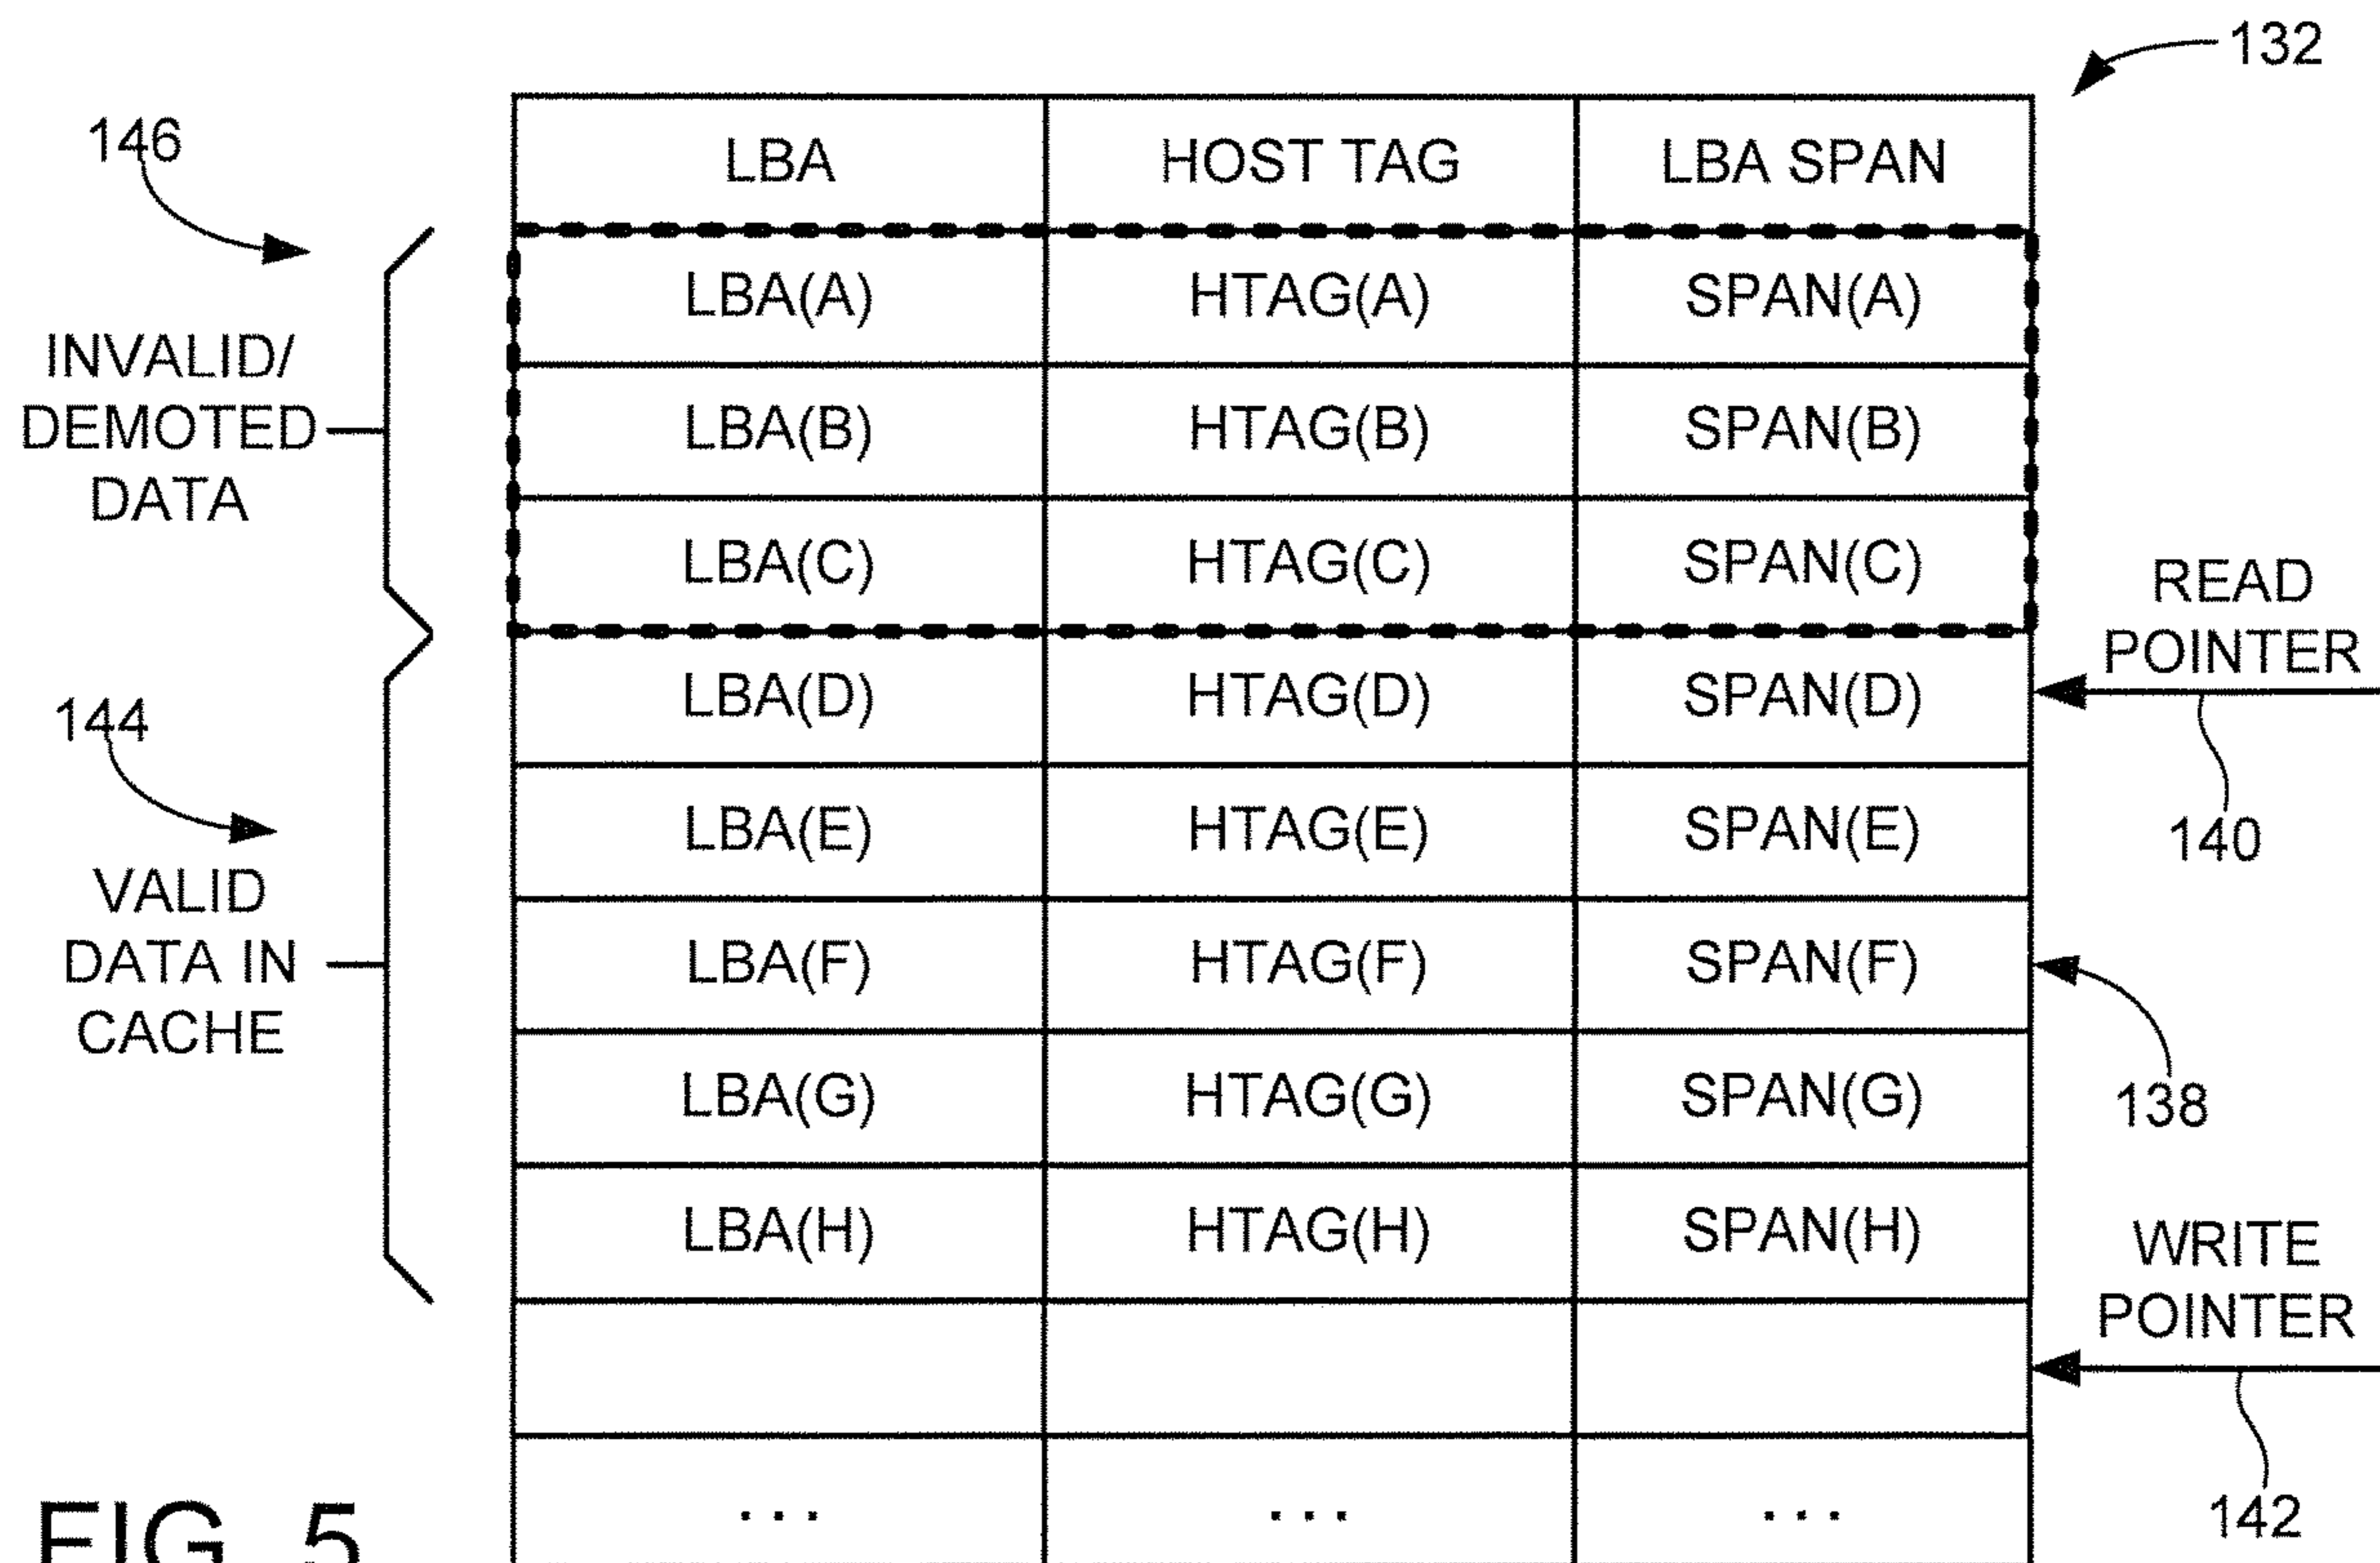 132
146
LBA HOST TAG LBA SPAN
LBA(A) HTAG(A) SPAN(A)
INVALID/
DEMOTED
DATA
LBA(B) HTAG(B) SPAN(B)
LBA(C) HTAG(C) SPAN(C)
READ
POINTER
LBA(D) HTAG(D) SPAN(D)
140
144
LBA(E) HTAG(E) SPAN(E)
VALID
DATA IN
CACHE
LBA(F) HTAG(F) SPAN(F)
138
LBA(G) HTAG(G) SPAN(G)
LBA(H) HTAG(H) SPAN(H)
WRITE
POINTER
142
... ... ...
FIG. 5